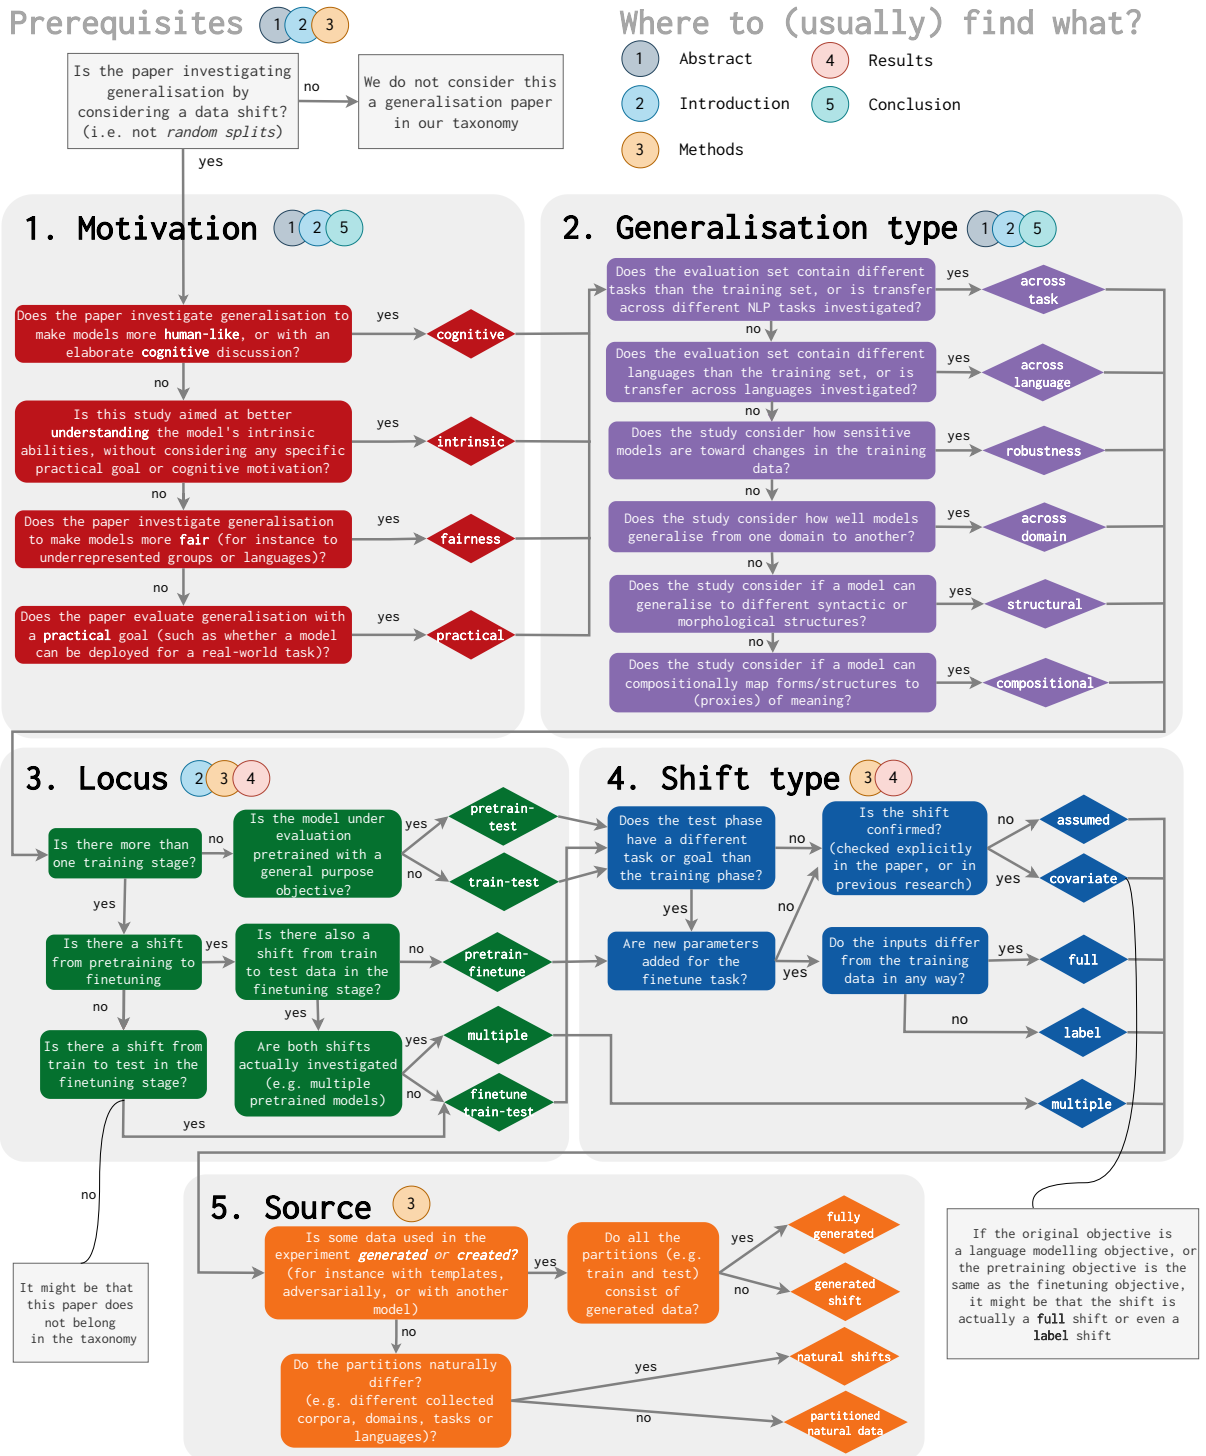 Prerequisites 1 2 3
Where to (usually) find what?
1 Abstract
2 Introduction
3 Methods
4 Results
5 Conclusion
Is the paper investigating
generalisation by
considering a data shift?
(i.e. not random splits)
no
We do not consider this
a generalisation paper
in our taxonomy
yes
1. Motivation 1 2 5
Does the paper investigate generalisation to
make models more human-like, or with an
elaborate cognitive discussion?
yes
cognitive
no
Is this study aimed at better
understanding the model's intrinsic
abilities, without considering any specific
practical goal or cognitive motivation?
yes
intrinsic
no
Does the paper investigate generalisation
to make models more fair (for instance to
underrepresented groups or languages)?
yes
fairness
no
Does the paper evaluate generalisation with
a practical goal (such as whether a model
can be deployed for a real-world task)?
yes
practical
2. Generalisation type 1 2 5
Does the evaluation set contain different
tasks than the training set, or is transfer
across different NLP tasks investigated?
yes
across
task
no
Does the evaluation set contain different
languages than the training set, or is
transfer across languages investigated?
yes
across
language
no
Does the study consider how sensitive
models are toward changes in the training
data?
yes
robustness
no
Does the study consider how well models
generalise from one domain to another?
yes
across
domain
no
Does the study consider if a model can
generalise to different syntactic or
morphological structures?
yes
structural
no
Does the study consider if a model can
compositionally map forms/structures to
(proxies) of meaning?
yes
compositional
3. Locus 2 3 4
Is there more than
one training stage?
no
Is the model under
evaluation
pretrained with a
general purpose
objective?
yes
pretrain-
test
no
train-test
yes
Is there a shift
from pretraining to
finetuning
yes
Is there also a
shift from train
to test data in the
finetuning stage?
no
pretrain-
finetune
no
yes
Is there a shift from
train to test in the
finetuning stage?
Are both shifts
actually investigated
(e.g. multiple
pretrained models)
yes
multiple
no
finetune
train-test
yes
no
It might be that
this paper does
not belong
in the taxonomy
4. Shift type 3 4
Does the test phase
have a different
task or goal than
the training phase?
no
Is the shift
confirmed?
(checked explicitly
in the paper, or in
previous research)
no
assumed
yes
covariate
yes
no
Are new parameters
added for the
finetune task?
yes
Do the inputs differ
from the training
data in any way?
yes
full
no
label
multiple
If the original objective is
a language modelling objective, or
the pretraining objective is the
same as the finetuning objective,
it might be that the shift is
actually a full shift or even a
label shift
5. Source 3
Is some data used in the
experiment generated or created?
(for instance with templates,
adversarially, or with another
model)
yes
Do all the
partitions (e.g.
train and test)
consist of
generated data?
yes
fully
generated
no
generated
shift
no
Do the partitions naturally
differ?
(e.g. different collected
corpora, domains, tasks or
languages)?
yes
natural shifts
no
partitioned
natural data